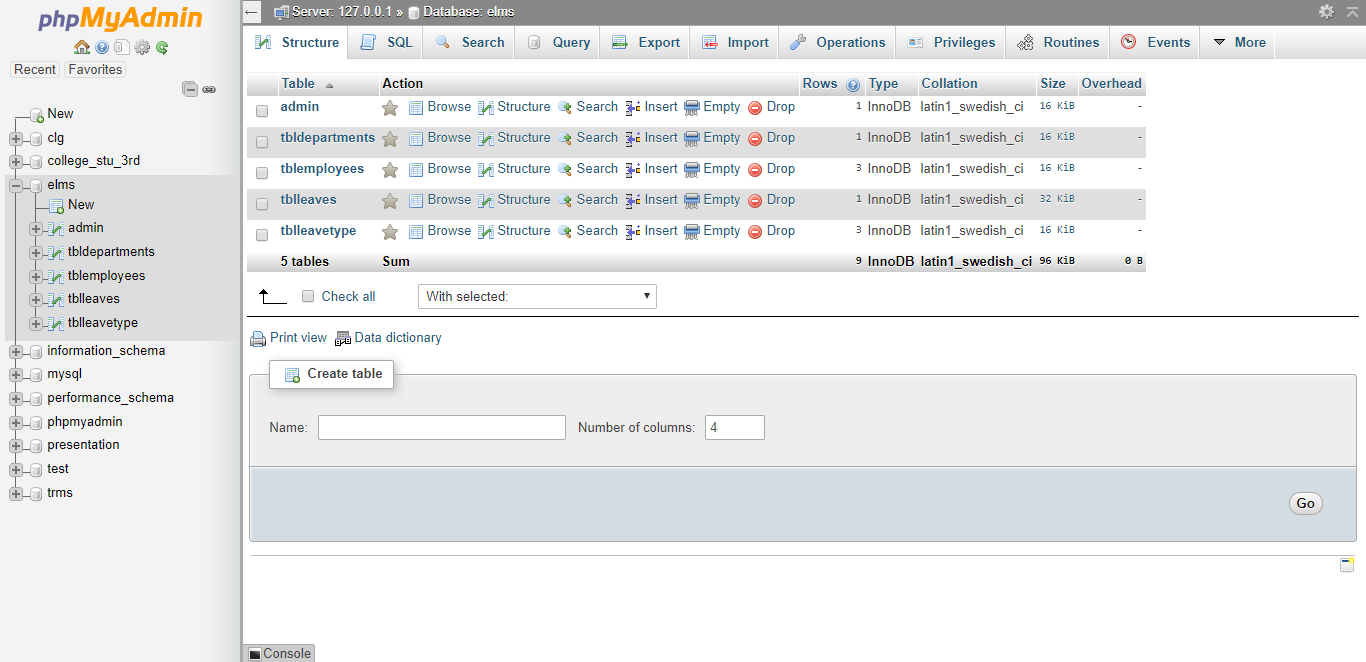 phpMyAdmin
Recent Favorites
New
clg
college_stu_3rd
elms
New
admin
tbldepartments
tblemployees
tblleaves
tblleavetype
information_schema
mysql
performance_schema
phpmyadmin
presentation
test
trms
Server: 127.0.0.1 » Database: elms
Structure SQL Search Query Export Import Operations Privileges Routines Events More
Table Action Rows Type Collation Size Overhead
admin Browse Structure Search Insert Empty Drop 1 InnoDB latin1_swedish_ci 16 KiB -
tbldepartments Browse Structure Search Insert Empty Drop 1 InnoDB latin1_swedish_ci 16 KiB -
tblemployees Browse Structure Search Insert Empty Drop 3 InnoDB latin1_swedish_ci 16 KiB -
tblleaves Browse Structure Search Insert Empty Drop 1 InnoDB latin1_swedish_ci 32 KiB -
tblleavetype Browse Structure Search Insert Empty Drop 3 InnoDB latin1_swedish_ci 16 KiB -
5 tables Sum 9 InnoDB latin1_swedish_ci 96 KiB 0 B
Check all With selected:
Print view Data dictionary
Create table
Name: Number of columns: 4
Go
Console